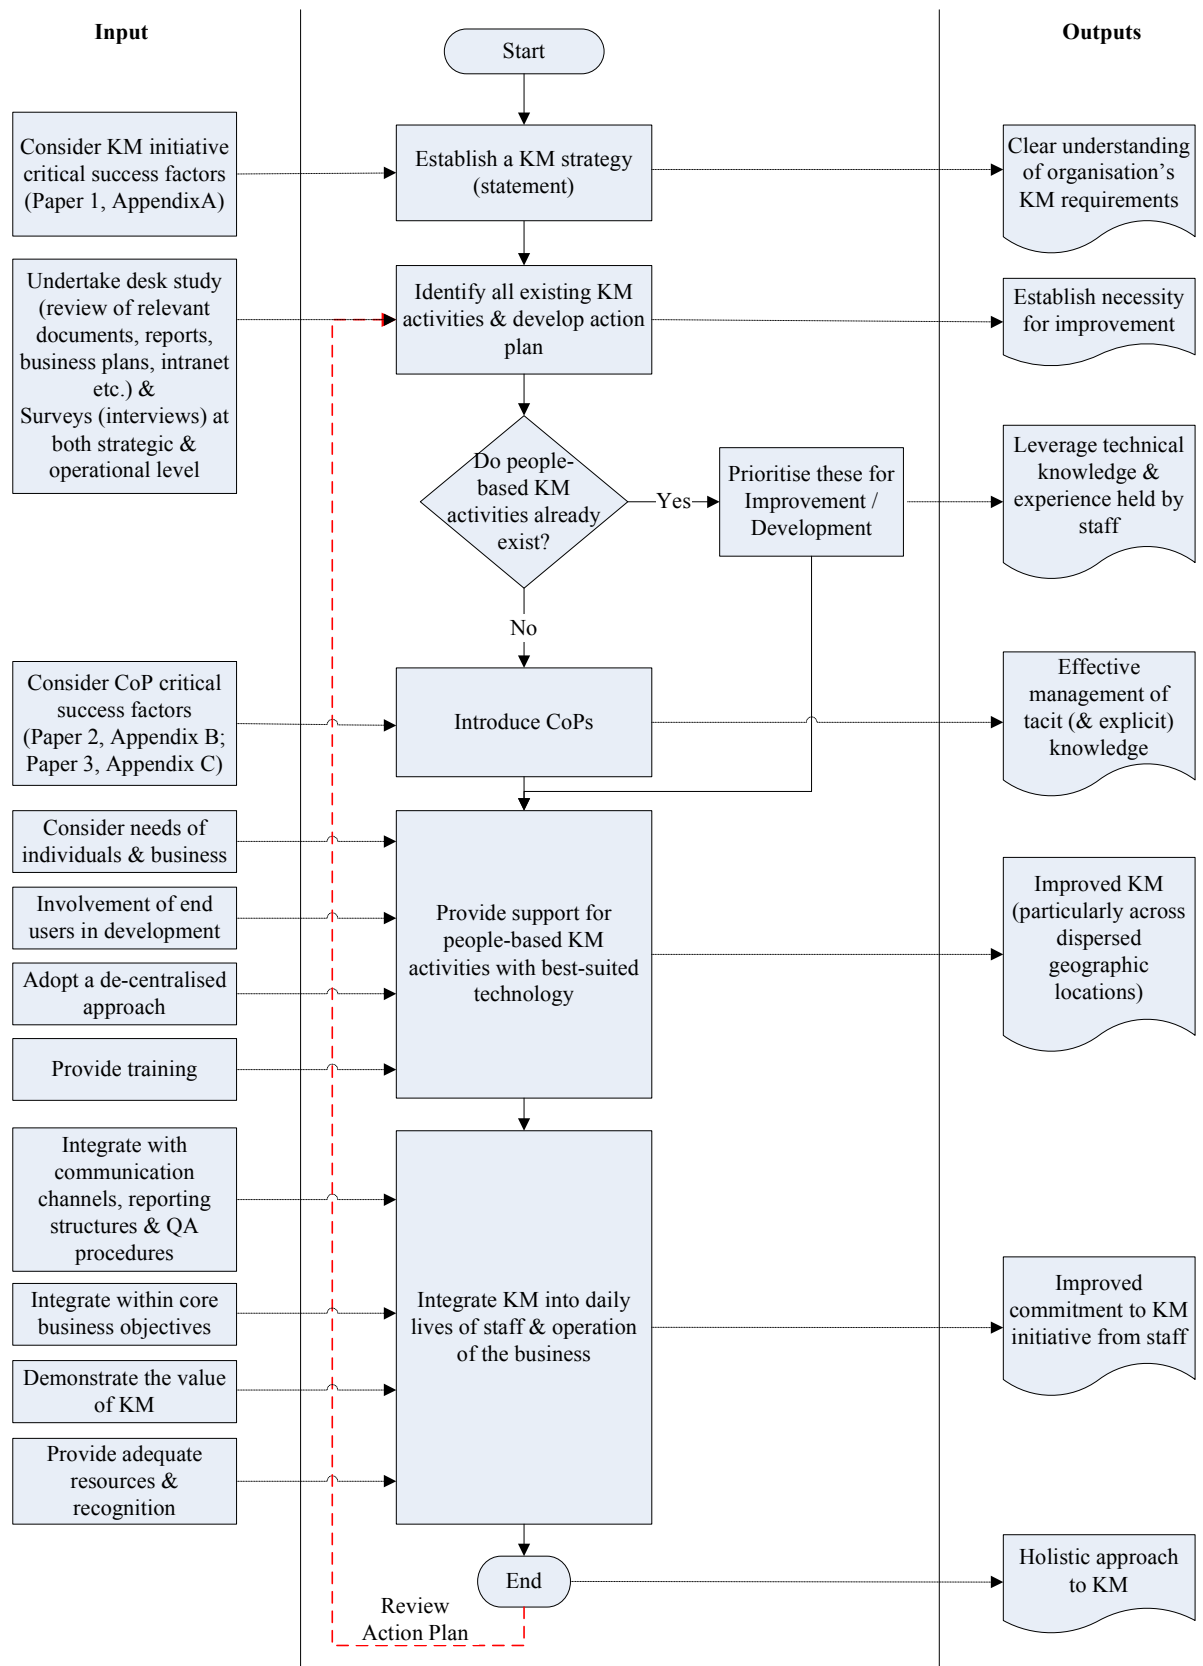 Input
Start
Outputs
Consider KM initiative
critical success factors
(Paper 1, AppendixA)
Establish a KM strategy
(statement)
Clear understanding
of organisation's
KM requirements
Undertake desk study
(review of relevant
documents, reports,
business plans, intranet
etc.) &
Surveys (interviews) at
both strategic &
operational level
Identify all existing KM
activities & develop action
plan
Establish necessity
for improvement
Do people-
based KM
activities already
exist?
Yes
Prioritise these for
Improvement /
Development
Leverage technical
knowledge &
experience held by
staff
No
Consider CoP critical
success factors
(Paper 2, Appendix B;
Paper 3, Appendix C)
Introduce CoPs
Effective
management of
tacit (& explicit)
knowledge
Consider needs of
individuals & business
Involvement of end
users in development
Adopt a de-centralised
approach
Provide training
Provide support for
people-based KM
activities with best-suited
technology
Improved KM
(particularly across
dispersed
geographic
locations)
Integrate with
communication
channels, reporting
structures & QA
procedures
Integrate within core
business objectives
Demonstrate the value
of KM
Provide adequate
resources &
recognition
Integrate KM into daily
lives of staff & operation
of the business
Improved
commitment to KM
initiative from staff
End
Holistic approach
to KM
Review
Action Plan